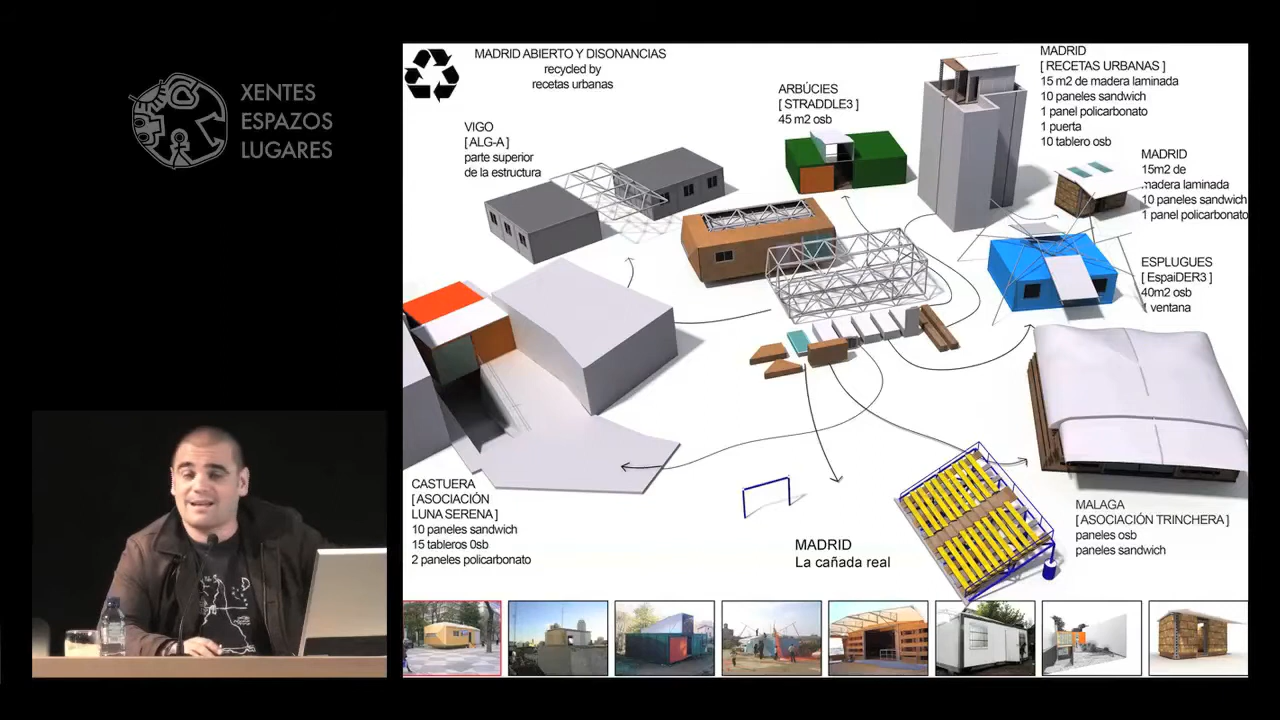 XENTES
ESPAZOS
LUGARES
MADRID ABIERTO Y DISONANCIAS
recycled by
recetas urbanas
VIGO
[ ALG-A ]
parte superior
de la estructura
ARBÚCIES
[ STRADDLE3 ]
45 m2 osb
MADRID
[ RECETAS URBANAS ]
15 m2 de madera laminada
10 paneles sandwich
1 panel policarbonato
1 puerta
10 tablero osb
MADRID
15m2 de
madera laminada
10 paneles sandwich
1 panel policarbonato
ESPLUGUES
[ EspaiDER3 ]
40m2 osb
1 ventana
CASTUERA
[ ASOCIACIÓN
LUNA SERENA ]
10 paneles sandwich
15 tableros 0sb
2 paneles policarbonato
MADRID
La cañada real
MALAGA
[ ASOCIACIÓN TRINCHERA ]
paneles osb
paneles sandwich